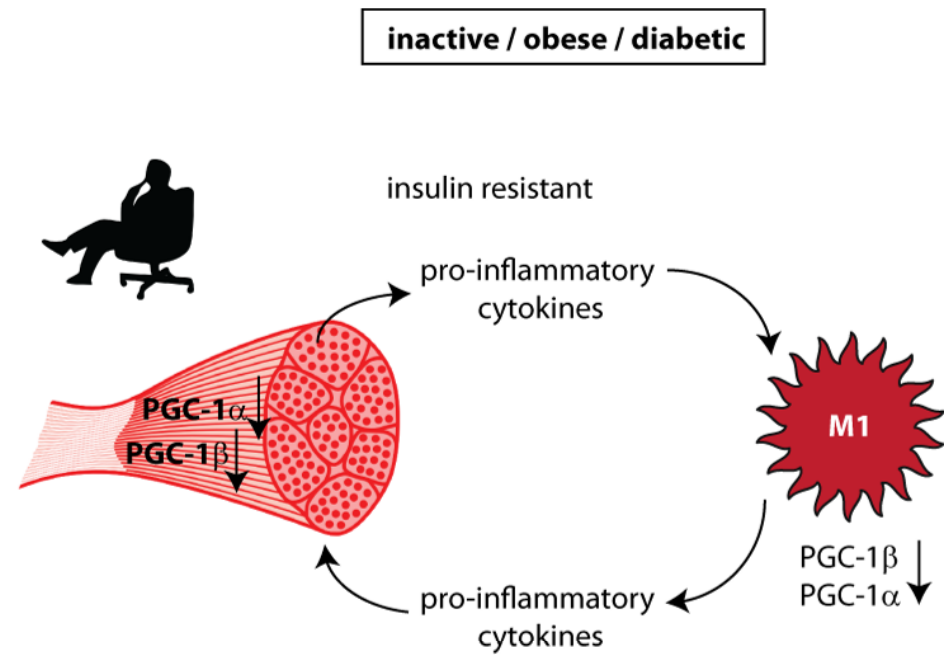 inactive / obese / diabetic
insulin resistant
pro-inflammatory
cytokines
PGC-1α
PGC-1β
M1
PGC-1β
PGC-1α
pro-inflammatory
cytokines